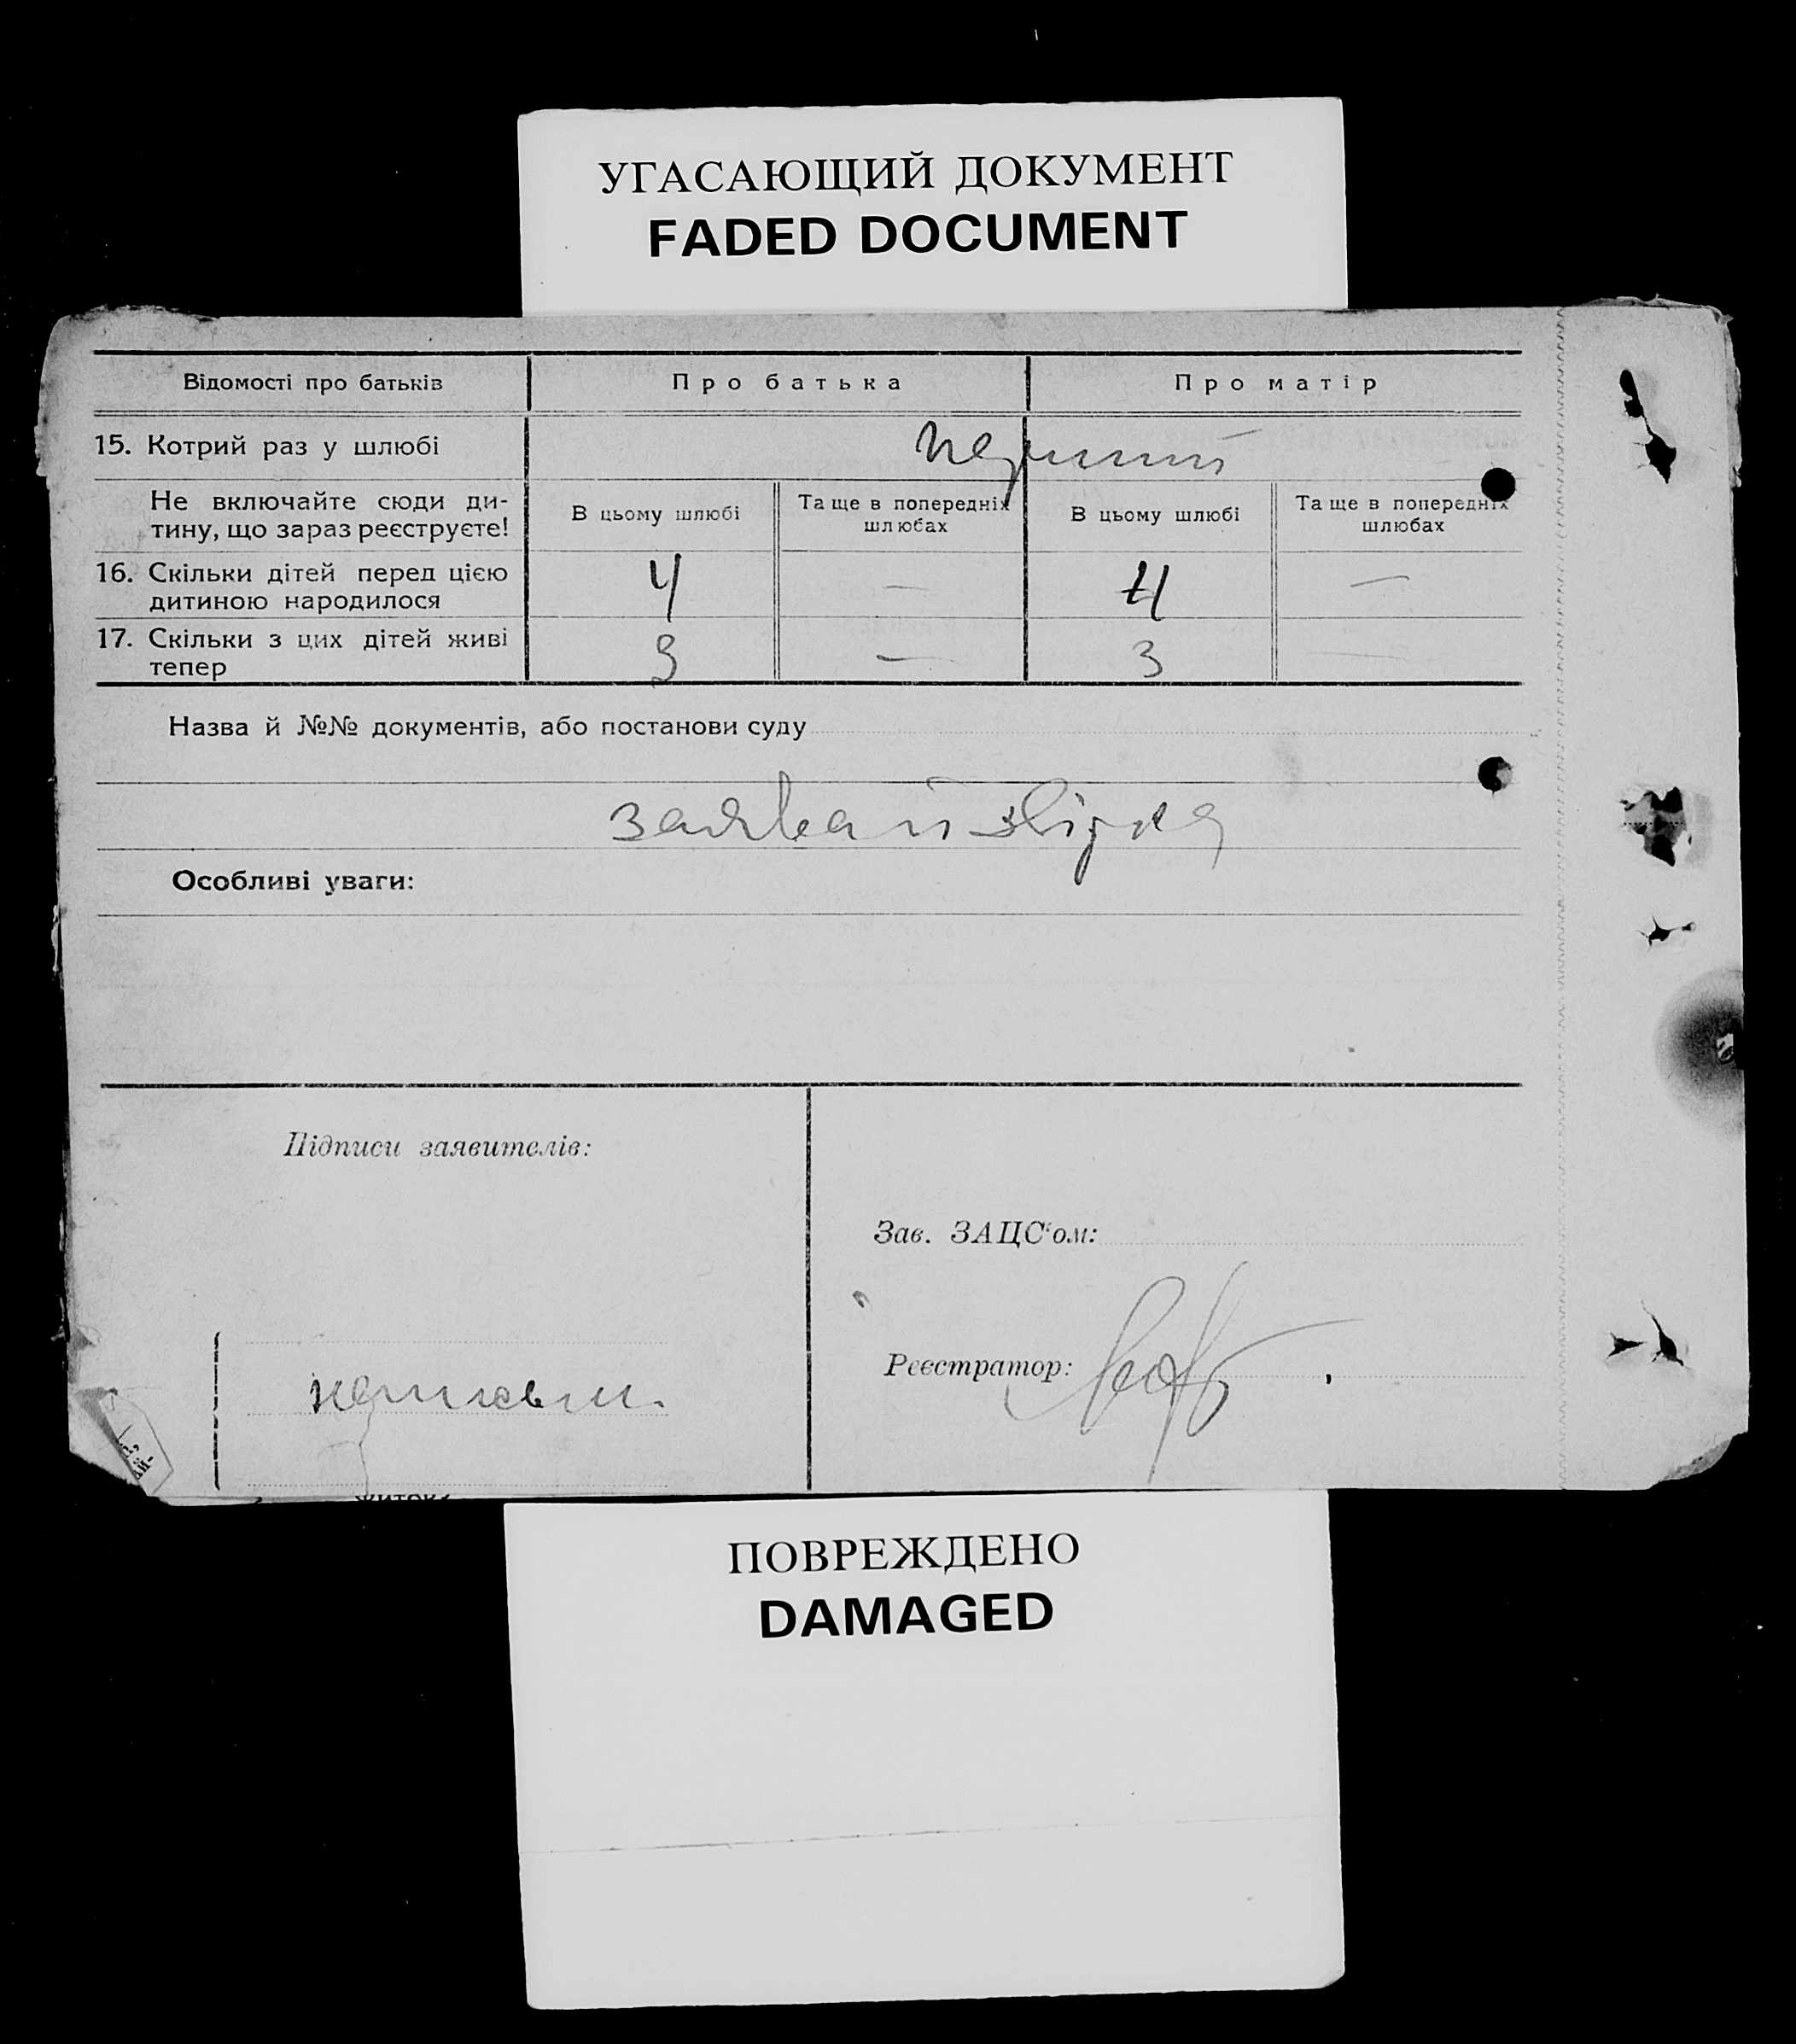 УГАСАЮЩИЙ ДОКУМЕНТ
FADED DOCUMENT
Відомості про батьків
Про батька
Про матір
15. Котрий раз у шлюбі
перший
Не включайте сюди ди-
тину, що зараз реєструєте!
В цьому шлюбі
Та ще в попередніх
шлюбах
В цьому шлюбі
Та ще в попередніх
шлюбах
16. Скільки дітей перед цією
дитиною народилося
4 — 4 —
17. Скільки з цих дітей живі
тепер
3 — 3 —
Назва й №№ документів, або постанови суду
заява й звірка
Особливі уваги:
Підписи заявителів:
Зав. ЗАЦС'ом:
Реєстратор:
ПОВРЕЖДЕНО
DAMAGED